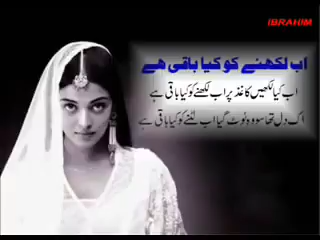 IBRAHIM
اب لکھنے کو کیا باقی ھے
اب کیا لکھیں کاغذ پر اب لکھنے کو کیا باقی ہے
اک دل تھا سو وہ ٹوٹ گیا اب لٹنے کو کیا باقی ہے